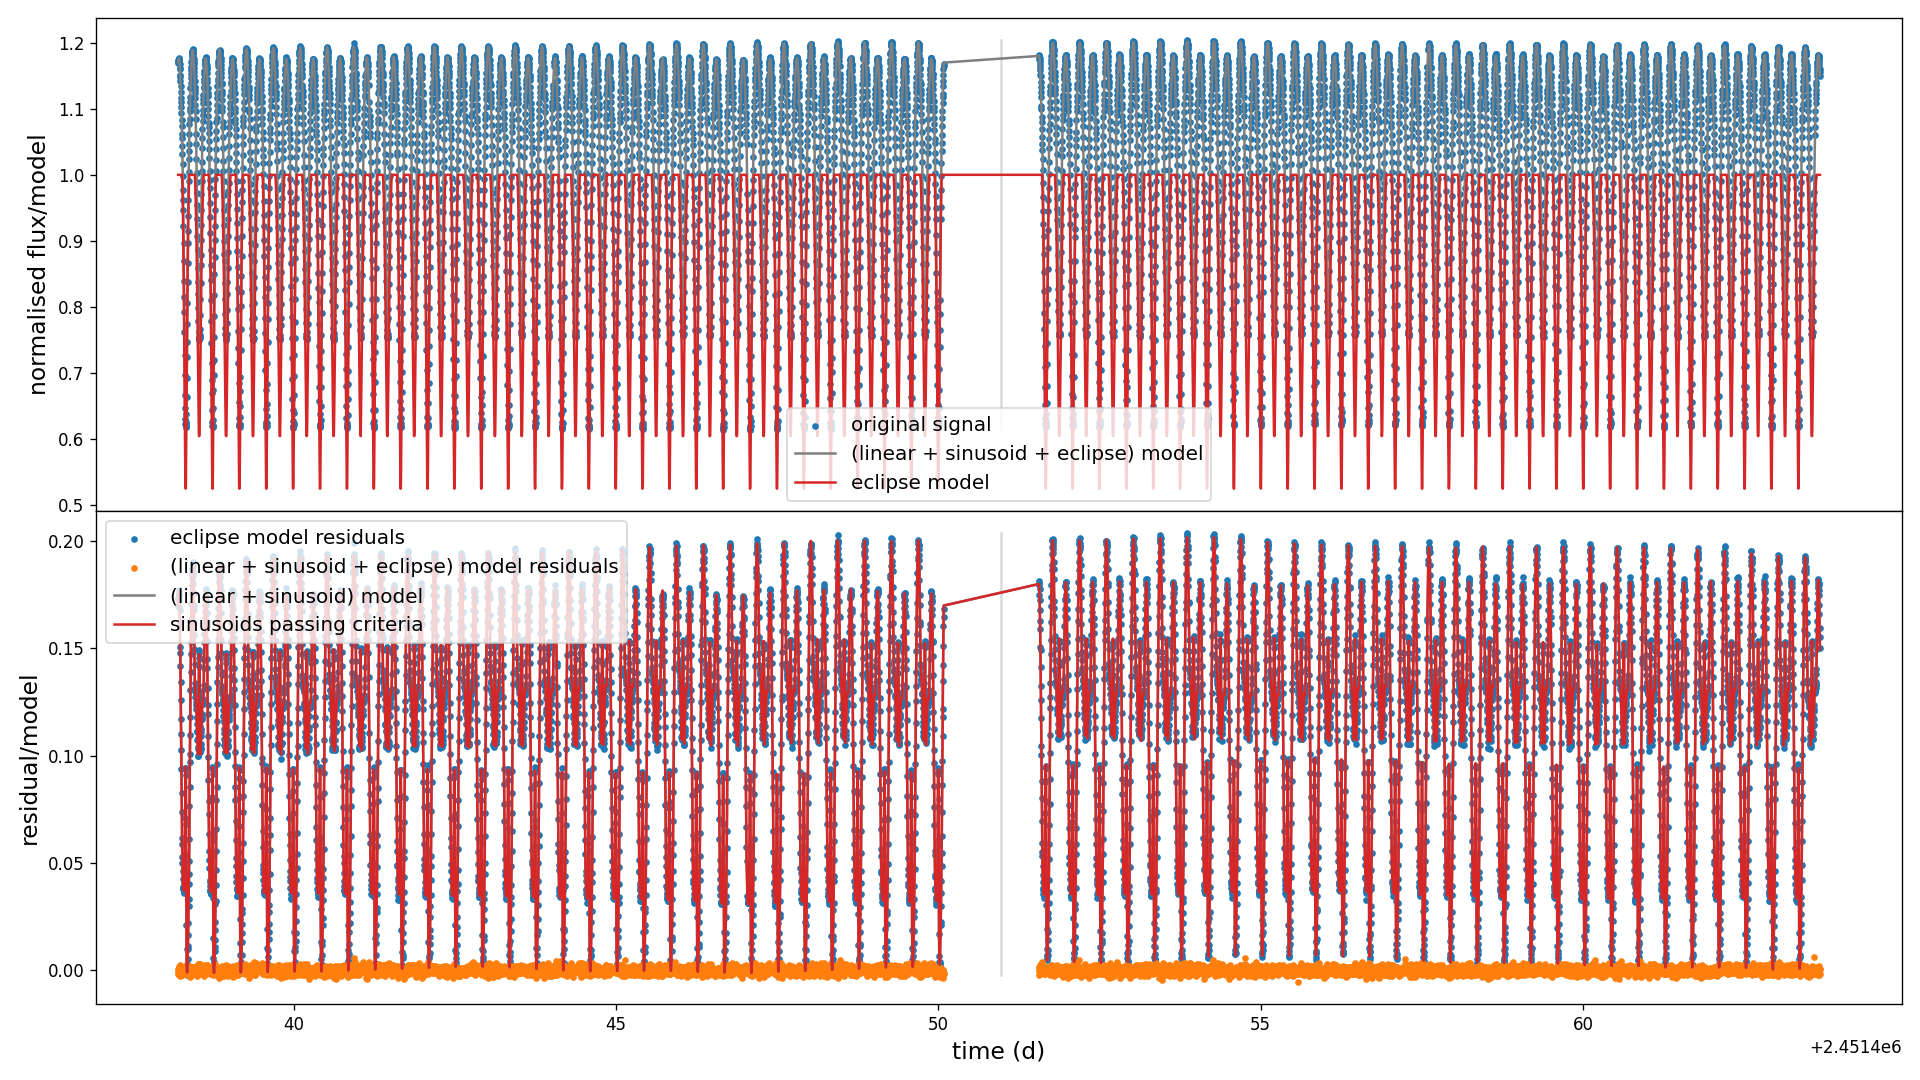 1.2
1.1
1.0
0.9
0.8
0.7
0.6
0.5
normalised flux/model
original signal
(linear + sinusoid + eclipse) model
eclipse model
0.20
0.15
0.10
0.05
0.00
residual/model
eclipse model residuals
(linear + sinusoid + eclipse) model residuals
(linear + sinusoid) model
sinusoids passing criteria
40
45
50
55
60
time (d)
+2.4514e6